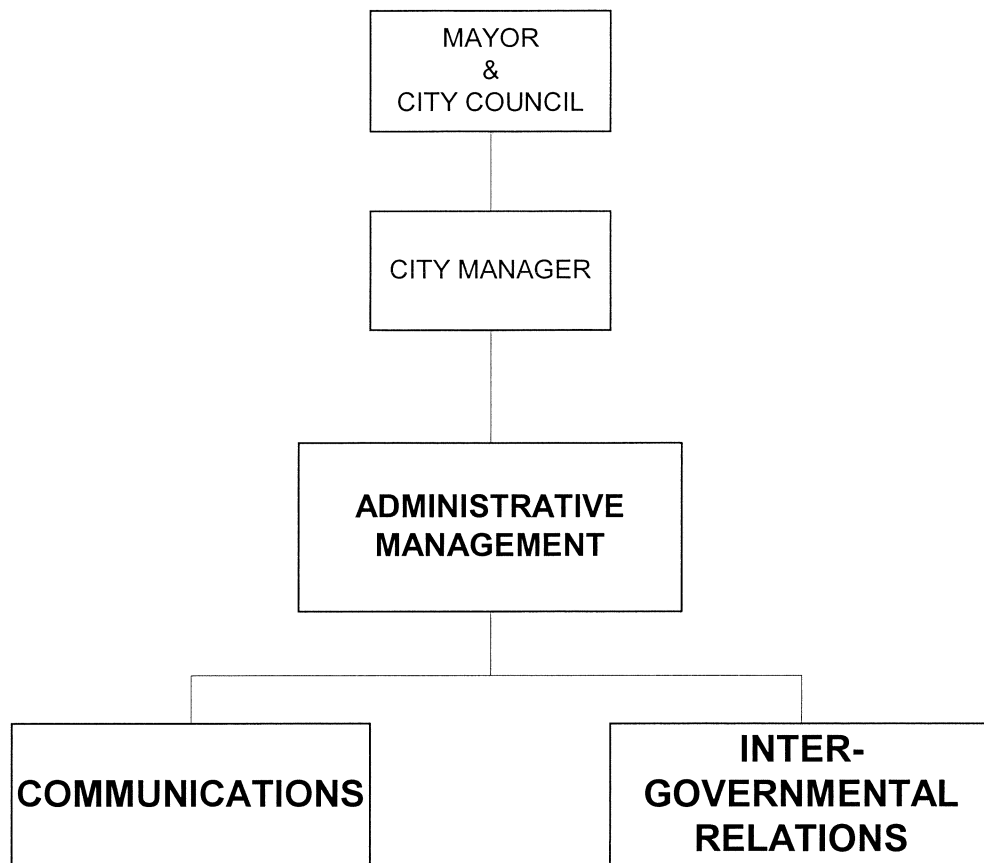 MAYOR
&
CITY COUNCIL
CITY MANAGER
ADMINISTRATIVE
MANAGEMENT
COMMUNICATIONS
INTER-
GOVERNMENTAL
RELATIONS